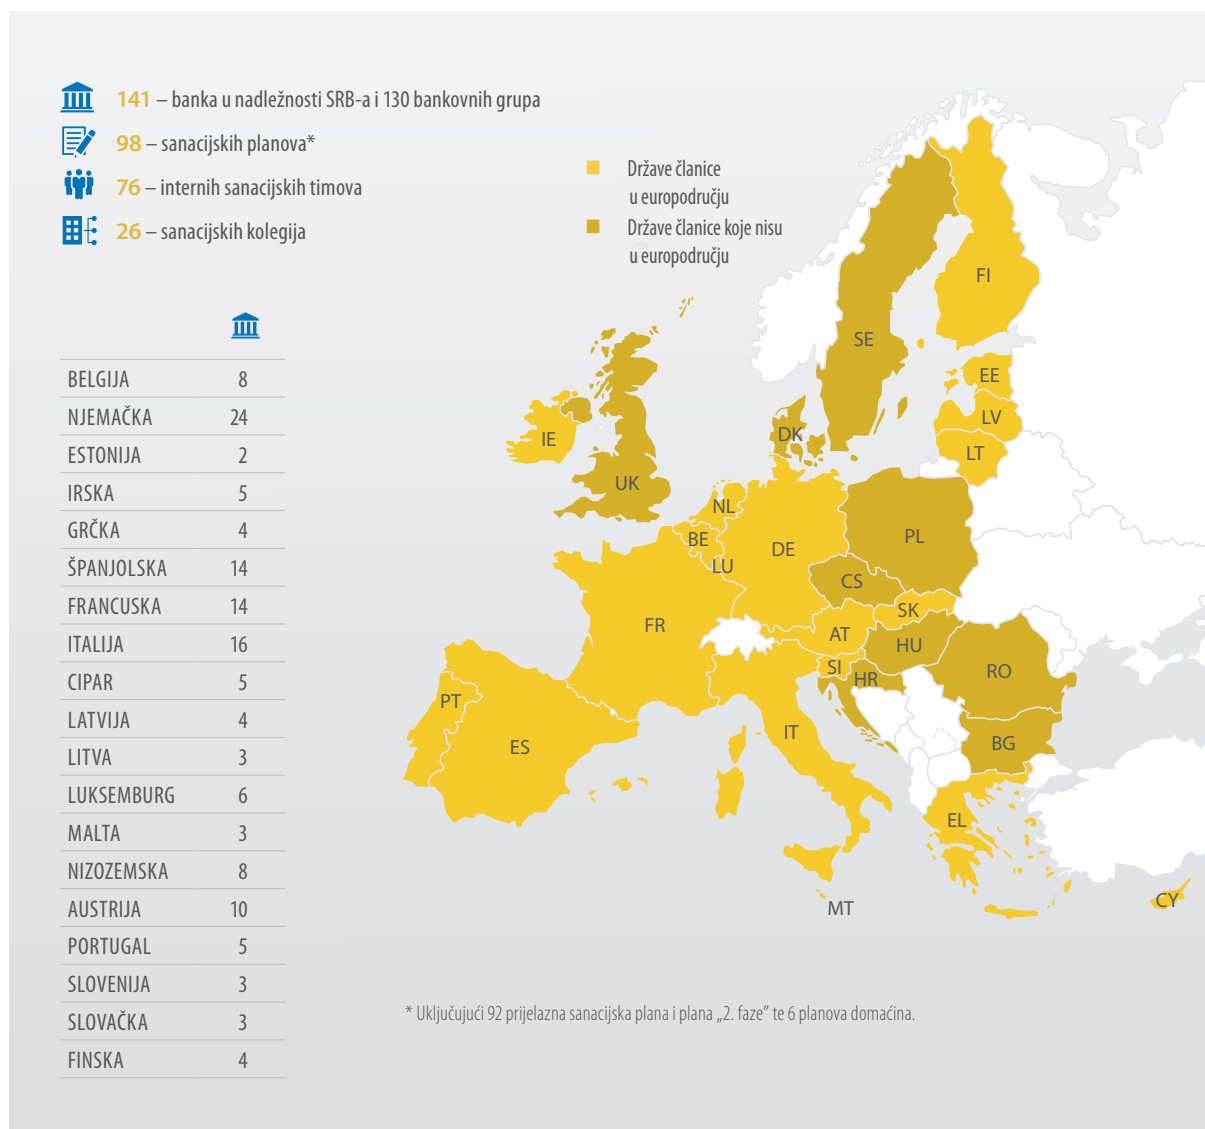 141 – banka u nadležnosti SRB-a i 130 bankovnih grupa
98 – sanacijskih planova*
76 – internih sanacijskih timova
26 – sanacijskih kolegija
Države članice
u europodručju
Države članice koje nisu
u europodručju
BELGIJA 8
NJEMAČKA 24
ESTONIJA 2
IRSKA 5
GRČKA 4
ŠPANJOLSKA 14
FRANCUSKA 14
ITALIJA 16
CIPAR 5
LATVIJA 4
LITVA 3
LUKSEMBURG 6
MALTA 3
NIZOZEMSKA 8
AUSTRIJA 10
PORTUGAL 5
SLOVENIJA 3
SLOVAČKA 3
FINSKA 4
FI
SE
EE
LV
LT
DK
IE
UK
NL
BE
LU
DE
PL
CS
SK
AT
HU
FR
SI
HR
RO
PT
ES
IT
BG
EL
MT
CY
* Uključujući 92 prijelazna sanacijska plana i plana „2. faze” te 6 planova domaćina.